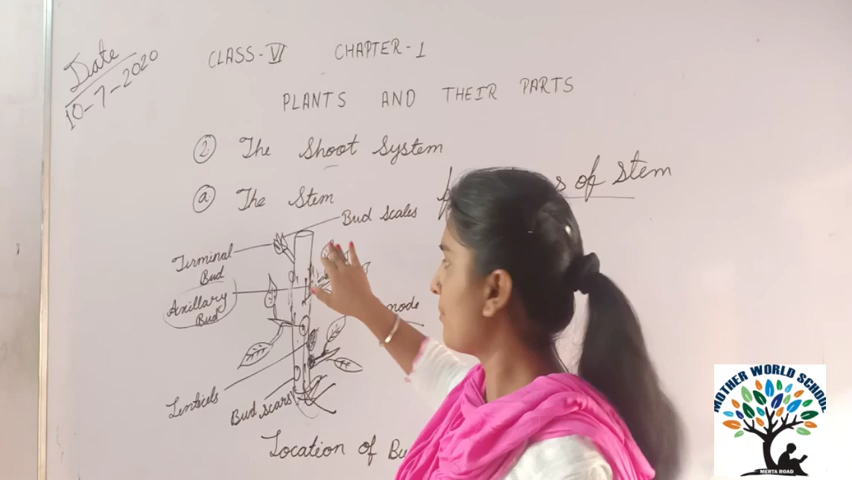 Date
10-7-2020
CLASS-VI CHAPTER-1
PLANTS AND THEIR PARTS
② The Shoot System
ⓐ The Stem
of Stem
Bud Scales
Terminal
Bud
Axillary
Bud
node
Lenticels
Bud scars
Location of
MOTHER WORLD SCHOOL
MERTA ROAD